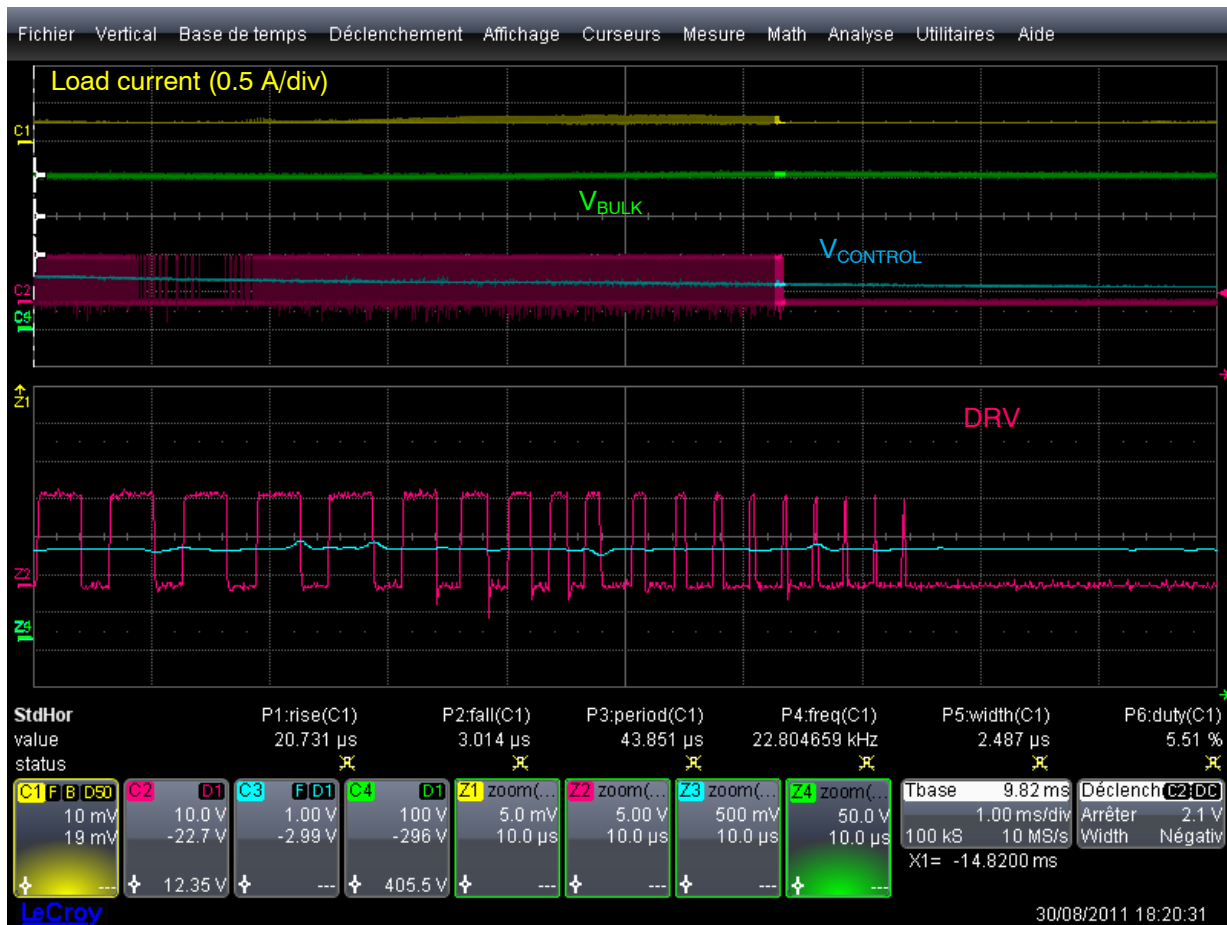 Fichier Vertical Base de temps Déclenchement Affichage Curseurs Mesure Math Analyse Utilitaires Aide
Load current (0.5 A/div)
C1
VBULK
VCONTROL
C2
C4
Z1
DRV
Z2
Z4
StdHor P1:rise(C1) P2:fall(C1) P3:period(C1) P4:freq(C1) P5:width(C1) P6:duty(C1)
value 20.731 µs 3.014 µs 43.851 µs 22.804659 kHz 2.487 µs 5.51 %
status
C1 F B D50 C2 D1 C3 F D1 C4 D1 Z1 zoom(... Z2 zoom(... Z3 zoom(... Z4 zoom(... Tbase 9.82 ms Déclench C2 DC
10 mV 10.0 V 1.00 V 100 V 5.0 mV 5.00 V 500 mV 50.0 V 1.00 ms/div Arrêter 2.1 V
19 mV -22.7 V -2.99 V -296 V 10.0 µs 10.0 µs 10.0 µs 10.0 µs 100 kS 10 MS/s Width Négativ
X1= -14.8200 ms
--- 12.35 V --- 405.5 V --- --- --- ---
LeCroy
30/08/2011 18:20:31